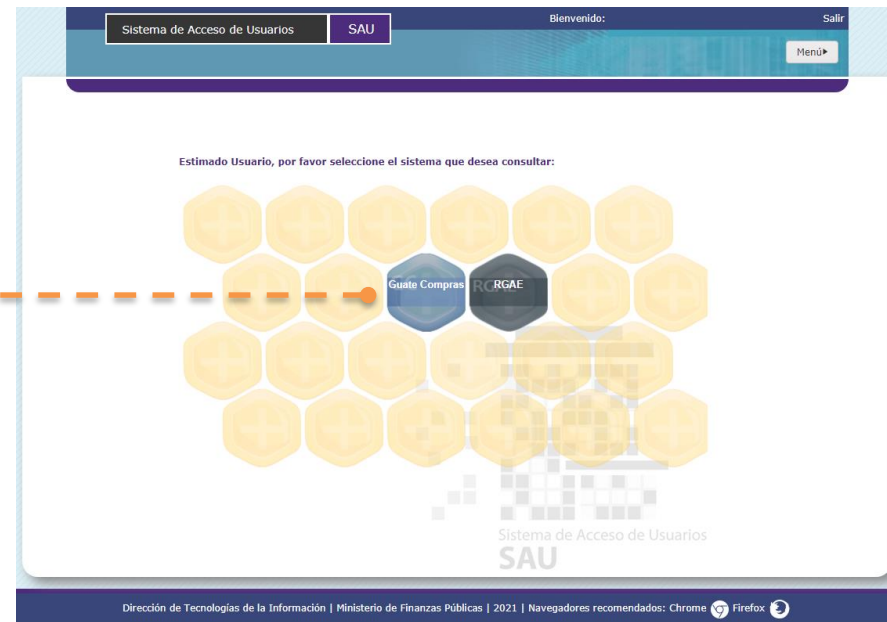 Bienvenido:
Salir
Sistema de Acceso de Usuarios
SAU
Menú
Estimado Usuario, por favor seleccione el sistema que desea consultar:
Guate Compras
RGAE
Sistema de Acceso de Usuarios
SAU
Dirección de Tecnologías de la Información | Ministerio de Finanzas Públicas | 2021 | Navegadores recomendados: Chrome Firefox